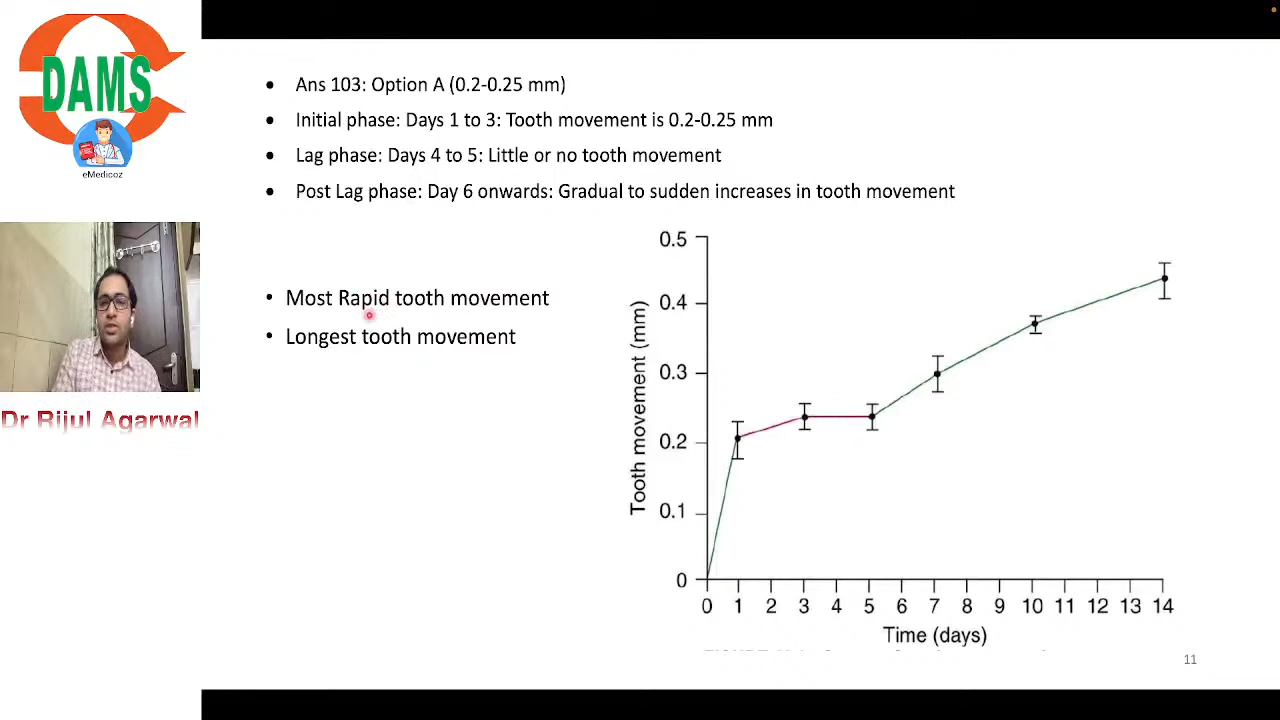 DAMS
eMedicoz
Dr Rijul Agarwal
• Ans 103: Option A (0.2-0.25 mm)
• Initial phase: Days 1 to 3: Tooth movement is 0.2-0.25 mm
• Lag phase: Days 4 to 5: Little or no tooth movement
• Post Lag phase: Day 6 onwards: Gradual to sudden increases in tooth movement
• Most Rapid tooth movement
• Longest tooth movement
Tooth movement (mm)
0.5
0.4
0.3
0.2
0.1
0
0 1 2 3 4 5 6 7 8 9 10 11 12 13 14
Time (days)
11